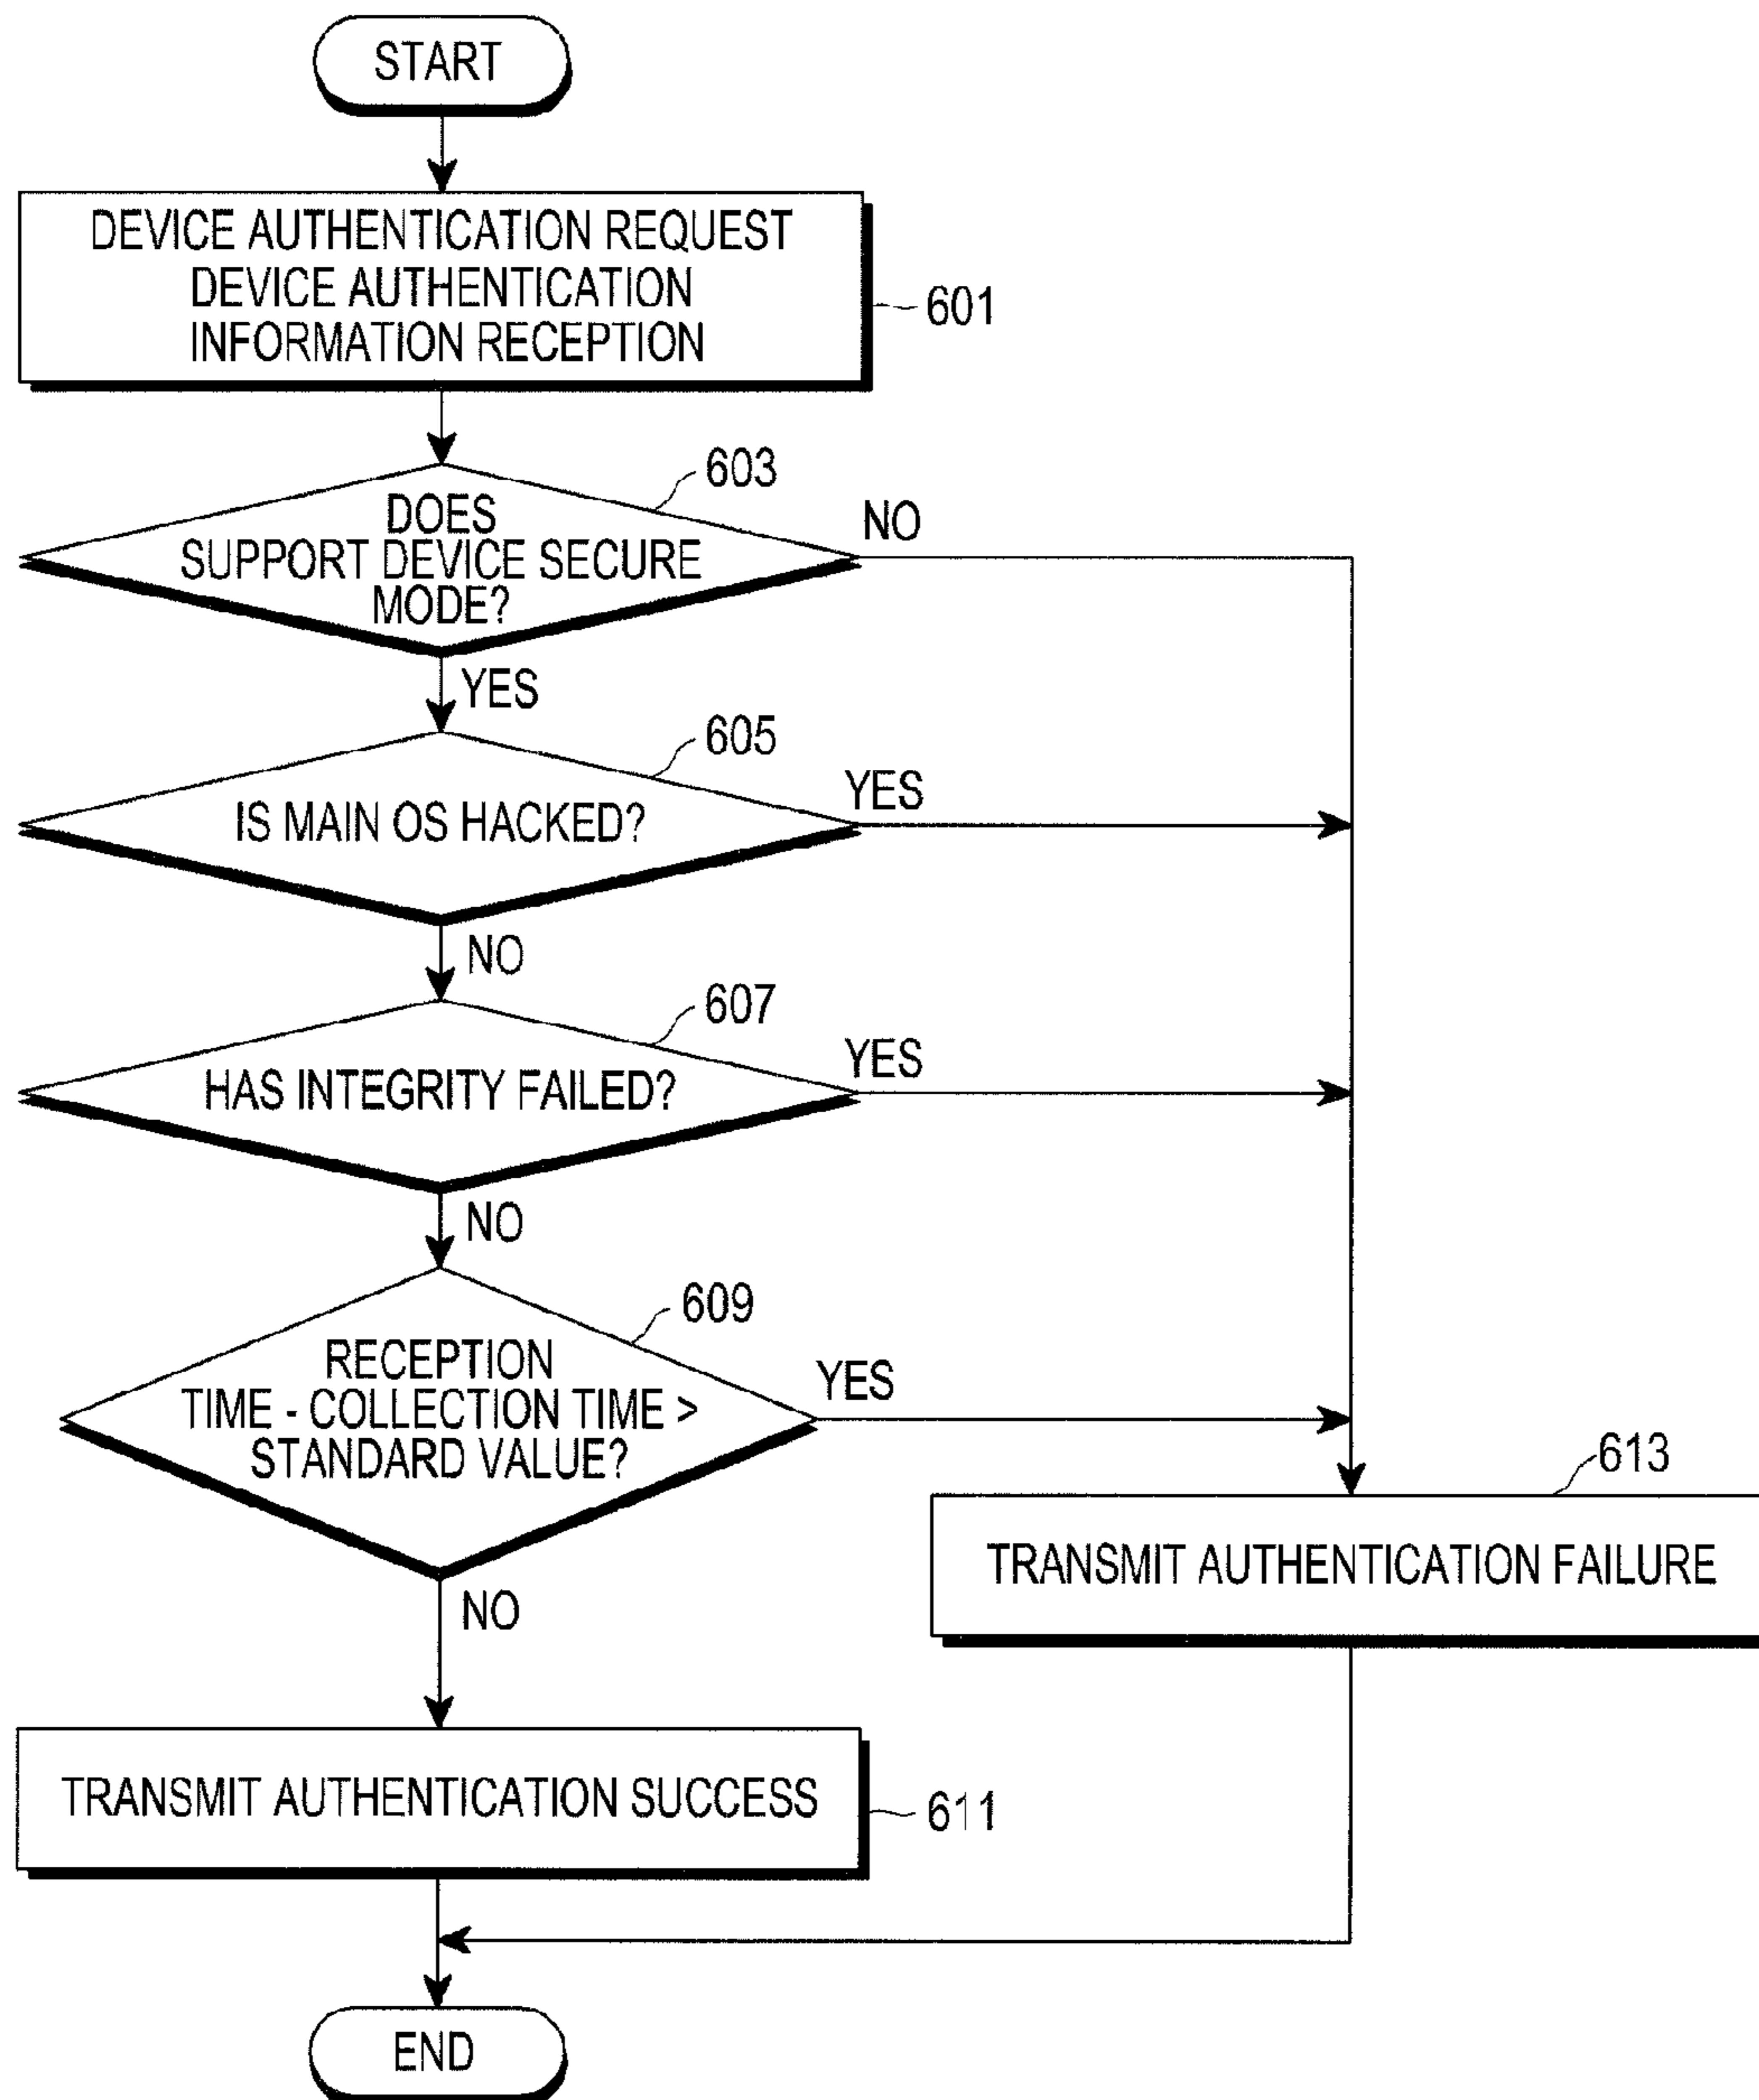 START
DEVICE AUTHENTICATION REQUEST
DEVICE AUTHENTICATION
INFORMATION RECEPTION
601
603
DOES
SUPPORT DEVICE SECURE
MODE?
NO
YES
605
IS MAIN OS HACKED?
YES
NO
607
HAS INTEGRITY FAILED?
YES
NO
609
RECEPTION
TIME - COLLECTION TIME >
STANDARD VALUE?
YES
NO
613
TRANSMIT AUTHENTICATION FAILURE
TRANSMIT AUTHENTICATION SUCCESS
611
END